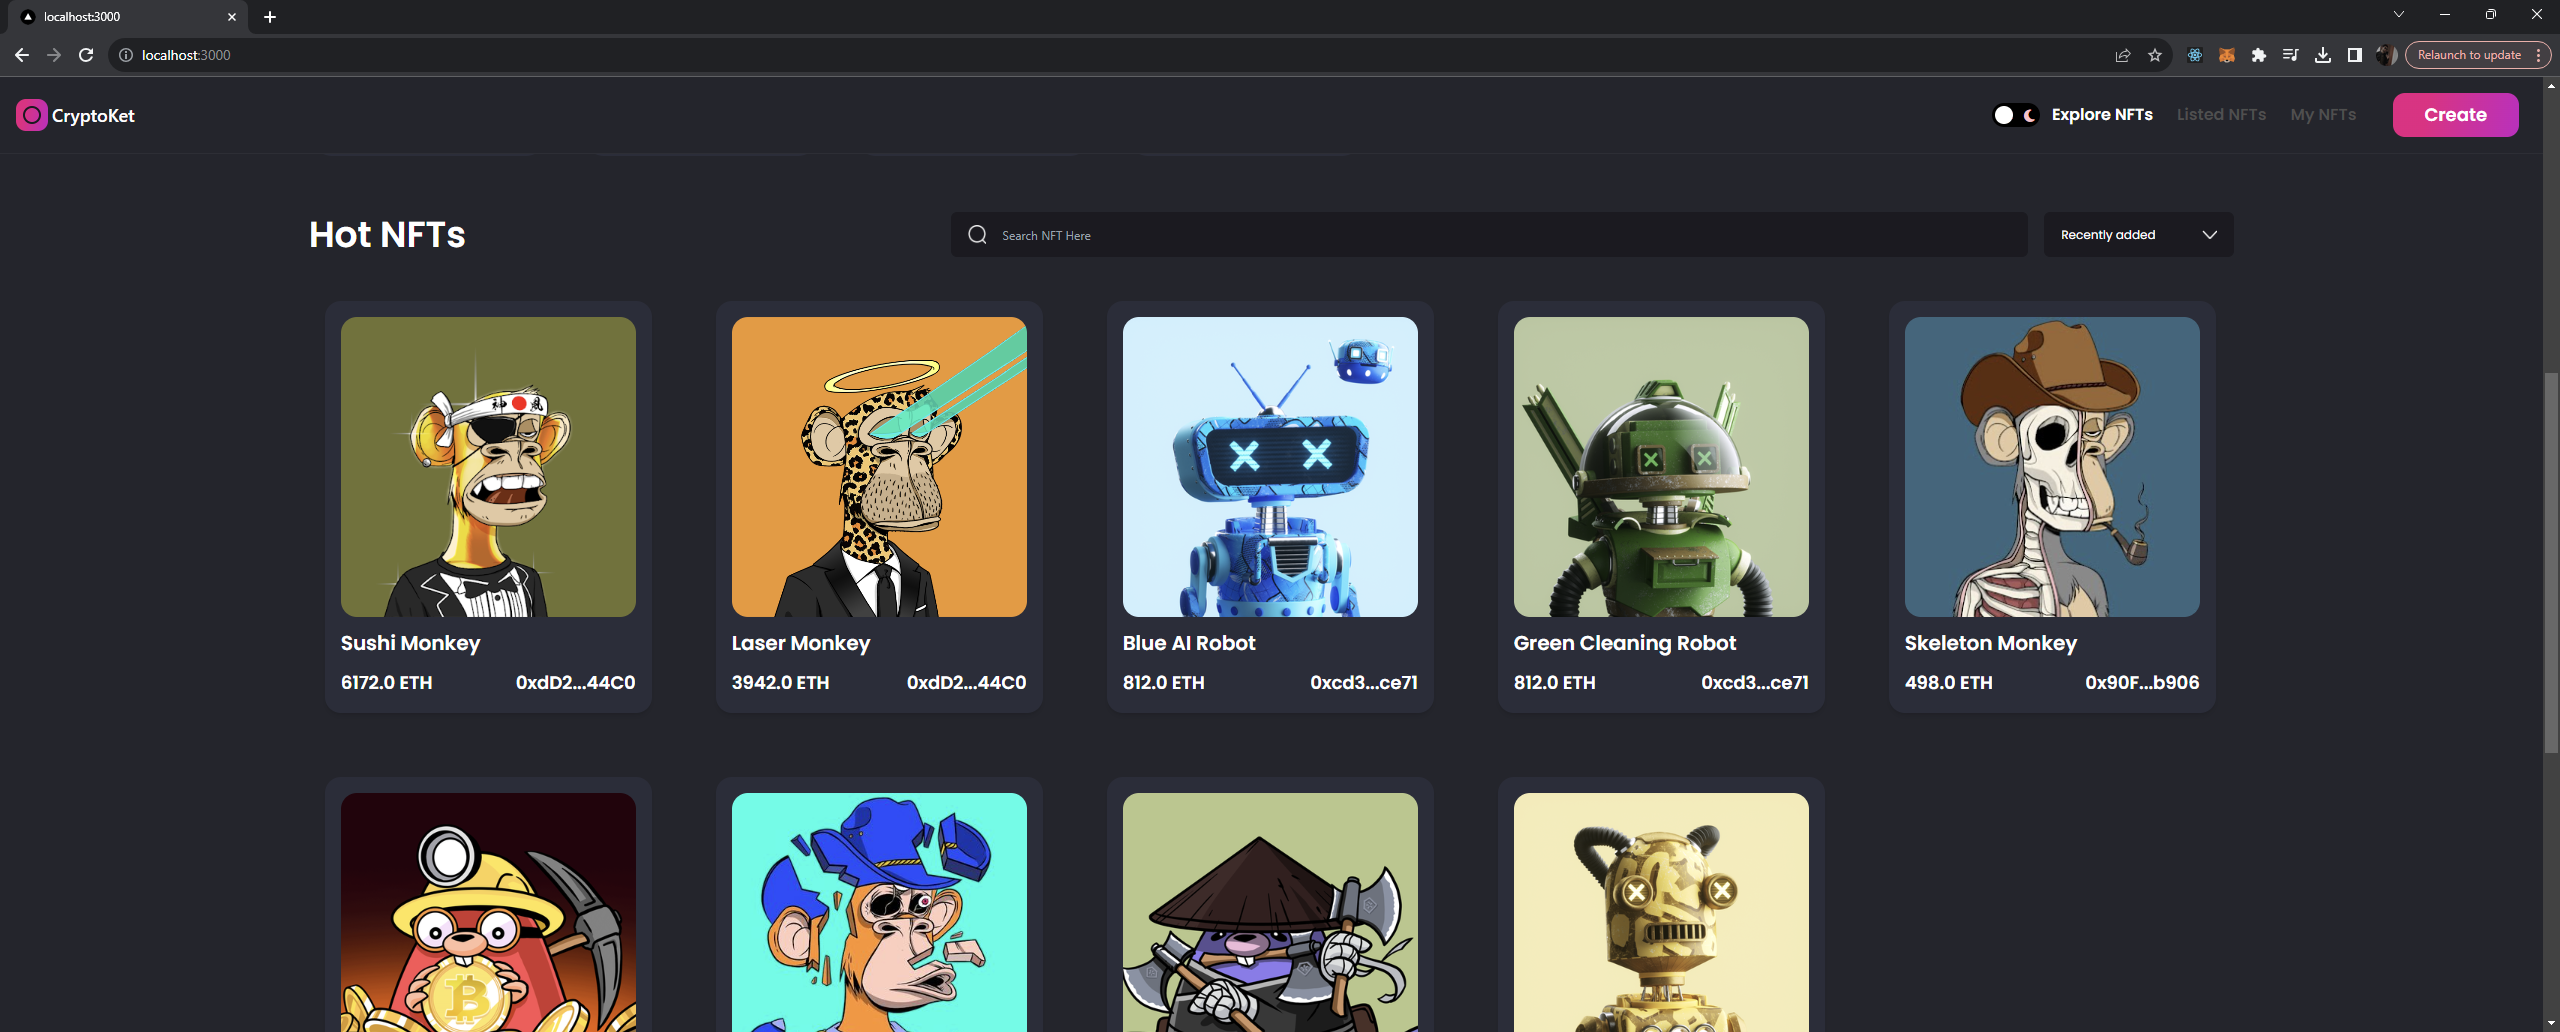 localhost:3000
localhost:3000
Relaunch to update
CryptoKet
Explore NFTs
Listed NFTs
My NFTs
Create
Hot NFTs
Search NFT Here
Recently added
神 風
Sushi Monkey
6172.0 ETH
0xdD2...44C0
Laser Monkey
3942.0 ETH
0xdD2...44C0
Blue AI Robot
812.0 ETH
0xcd3...ce71
Green Cleaning Robot
812.0 ETH
0xcd3...ce71
Skeleton Monkey
498.0 ETH
0x90F...b906